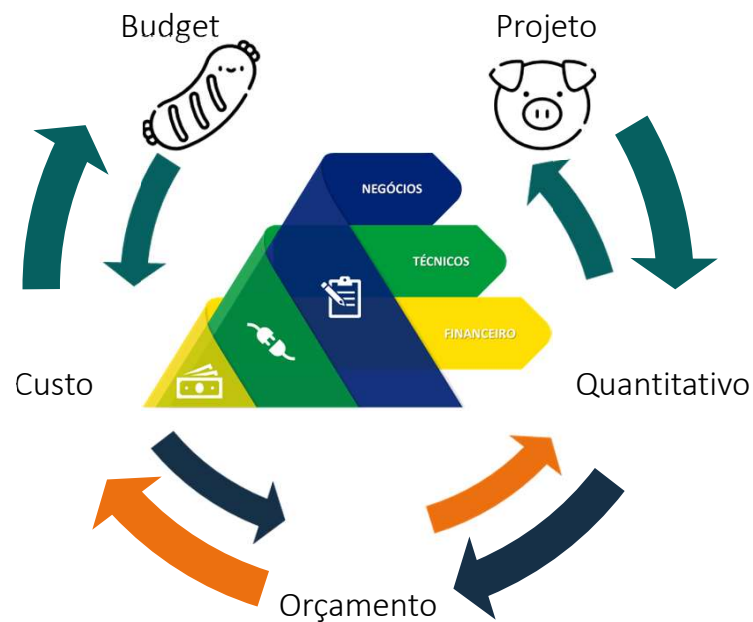 Budget
Projeto
NEGÓCIOS
TÉCNICOS
FINANCEIRO
Custo
Quantitativo
Orçamento